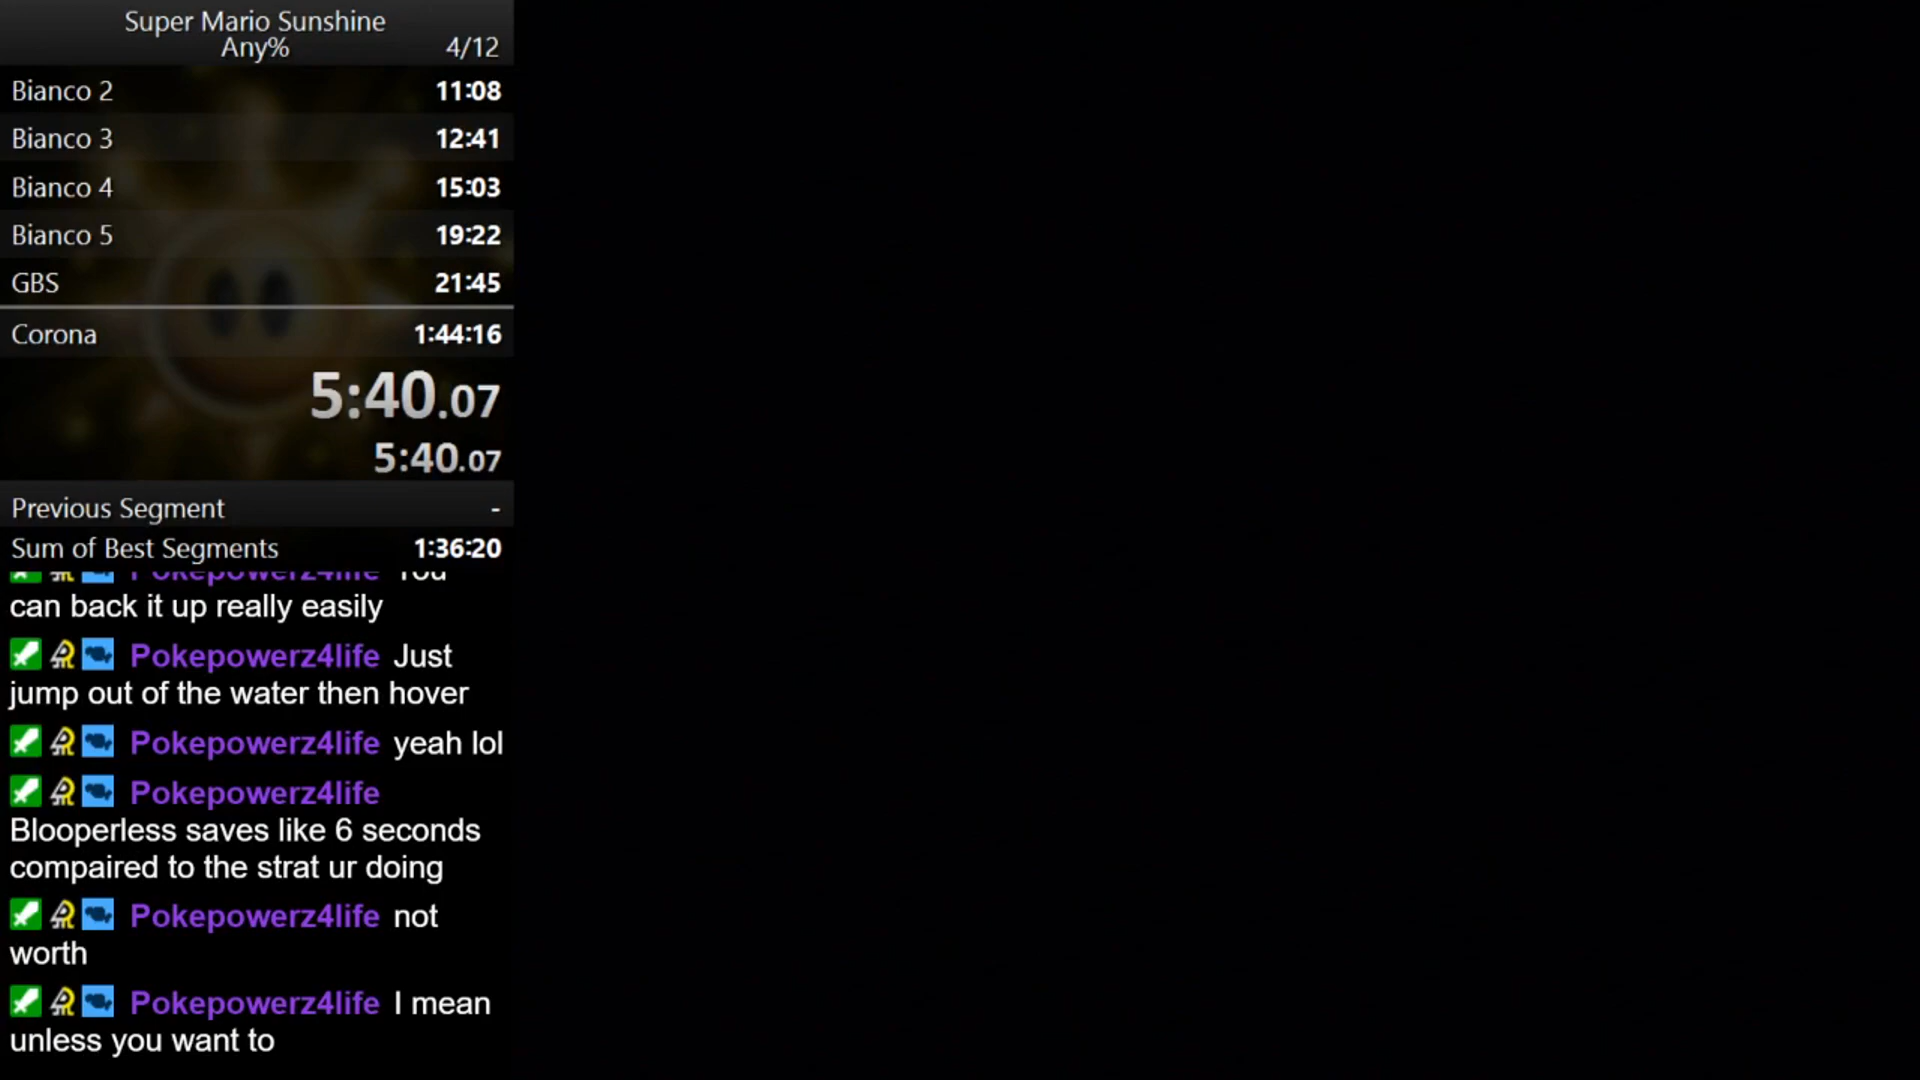 Super Mario Sunshine
Any% 4/12
Bianco 2 11:08
Bianco 3 12:41
Bianco 4 15:03
Bianco 5 19:22
GBS 21:45
Corona 1:44:16
5:40.07
5:40.07
Previous Segment -
Sum of Best Segments 1:36:20
Pokepowerz4life You
can back it up really easily
Pokepowerz4life Just
jump out of the water then hover
Pokepowerz4life yeah lol
Pokepowerz4life
Blooperless saves like 6 seconds
compaired to the strat ur doing
Pokepowerz4life not
worth
Pokepowerz4life I mean
unless you want to